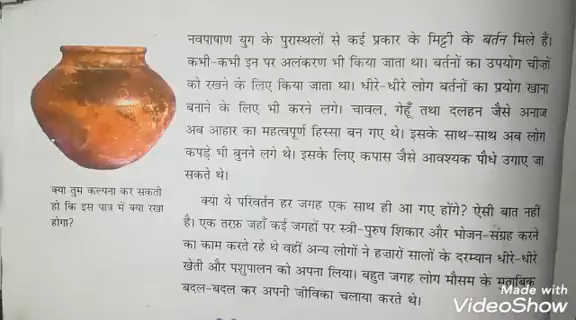 नवपाषाण युग के पुरास्थलों से कई प्रकार के मिट्टी के बर्तन मिले हैं।
कभी-कभी इन पर अलंकरण भी किया जाता था। बर्तनों का उपयोग चीज़ों
को रखने के लिए किया जाता था। धीरे-धीरे लोग बर्तनों का प्रयोग खाना
बनाने के लिए भी करने लगे। चावल, गेहूँ तथा दलहन जैसे अनाज
अब आहार का महत्वपूर्ण हिस्सा बन गए थे। इसके साथ-साथ अब लोग
कपड़े भी बुनने लगे थे। इसके लिए कपास जैसे आवश्यक पौधे उगाए जा
सकते थे।
क्या ये परिवर्तन हर जगह एक साथ ही आ गए होंगे? ऐसी बात नहीं
है। एक तरफ़ जहाँ कई जगहों पर स्त्री-पुरुष शिकार और भोजन-संग्रह करने
का काम करते रहे थे वहीं अन्य लोगों ने हज़ारों सालों के दरम्यान धीरे-धीरे
खेती और पशुपालन को अपना लिया। बहुत जगह लोग मौसम के मुताबिक
बदल-बदल कर अपनी जीविका चलाया करते थे।
क्या तुम कल्पना कर सकती
हो कि इस पात्र में क्या रखा
होगा?
Made with
VideoShow